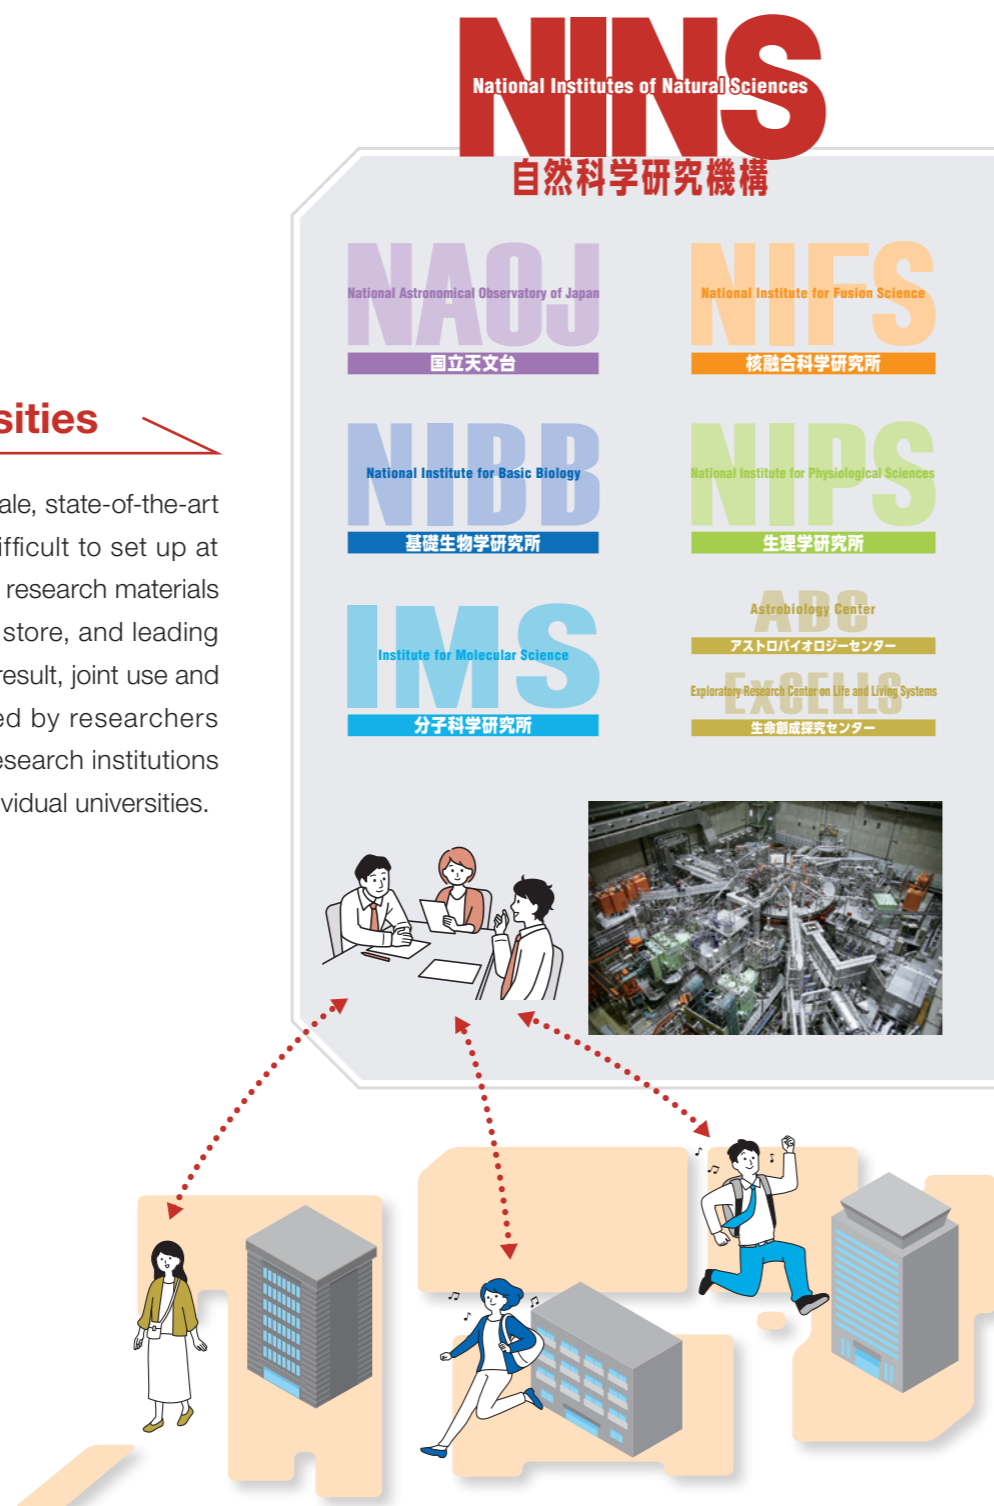 NINS
National Institutes of Natural Sciences
自然科学研究機構
NAOJ
National Astronomical Observatory of Japan
国立天文台
NIFS
National Institute for Fusion Science
核融合科学研究所
NIBB
National Institute for Basic Biology
基礎生物学研究所
NIPS
National Institute for Physiological Sciences
生理学研究所
IMS
Institute for Molecular Science
分子科学研究所
ABC
Astrobiology Center
アストロバイオロジーセンター
ExCELLS
Exploratory Research Center on Life and Living Systems
生命創成探究センター
sities
ale, state-of-the-art
ifficult to set up at
research materials
store, and leading
result, joint use and
ed by researchers
esearch institutions
vidual universities.